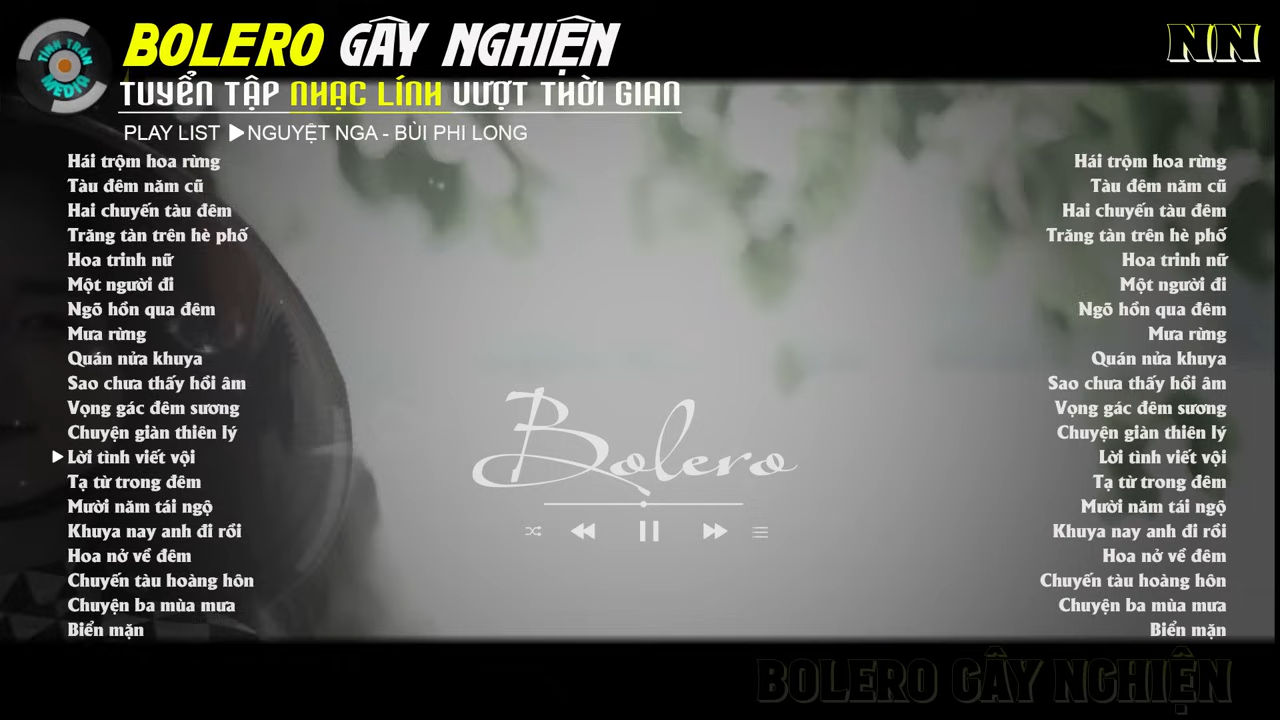 TÌNH TRẦN
MEDIA
BOLERO GÂY NGHIỆN
NN
TUYỂN TẬP NHẠC LÍNH VƯỢT THỜI GIAN
PLAY LIST ▶NGUYỆT NGA - BÙI PHI LONG
Hái trộm hoa rừng
Tàu đêm năm cũ
Hai chuyến tàu đêm
Trăng tàn trên hè phố
Hoa trinh nữ
Một người đi
Ngõ hồn qua đêm
Mưa rừng
Quán nửa khuya
Sao chưa thấy hồi âm
Vọng gác đêm sương
Chuyện giàn thiên lý
Lời tình viết vội
Tạ từ trong đêm
Mười năm tái ngộ
Khuya nay anh đi rồi
Hoa nở về đêm
Chuyến tàu hoàng hôn
Chuyện ba mùa mưa
Biển mặn
Bolero
Hái trộm hoa rừng
Tàu đêm năm cũ
Hai chuyến tàu đêm
Trăng tàn trên hè phố
Hoa trinh nữ
Một người đi
Ngõ hồn qua đêm
Mưa rừng
Quán nửa khuya
Sao chưa thấy hồi âm
Vọng gác đêm sương
Chuyện giàn thiên lý
Lời tình viết vội
Tạ từ trong đêm
Mười năm tái ngộ
Khuya nay anh đi rồi
Hoa nở về đêm
Chuyến tàu hoàng hôn
Chuyện ba mùa mưa
Biển mặn
BOLERO GÂY NGHIỆN